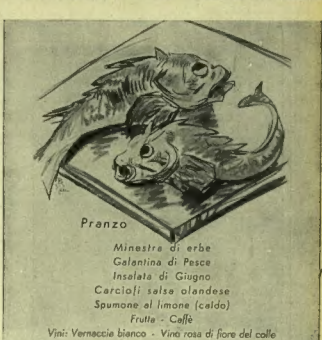 Pranzo
Minestra di erbe
Galantina di Pesce
Insalata di Giugno
Carciofi salsa olandese
Spumone al limone (caldo)
Frutta - Caffè
Vini: Vernaccia bianco - Vino rosa di fiore del colle